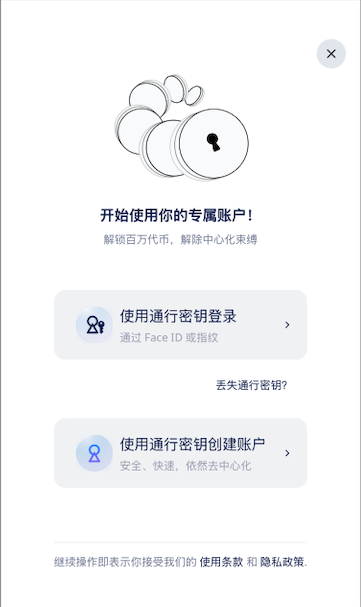 开始使用你的专属账户！
解锁百万代币，解除中心化束缚
使用通行密钥登录
通过 Face ID 或指纹
丢失通行密钥？
使用通行密钥创建账户
安全、快速，依然去中心化
继续操作即表示你接受我们的 使用条款 和 隐私政策.